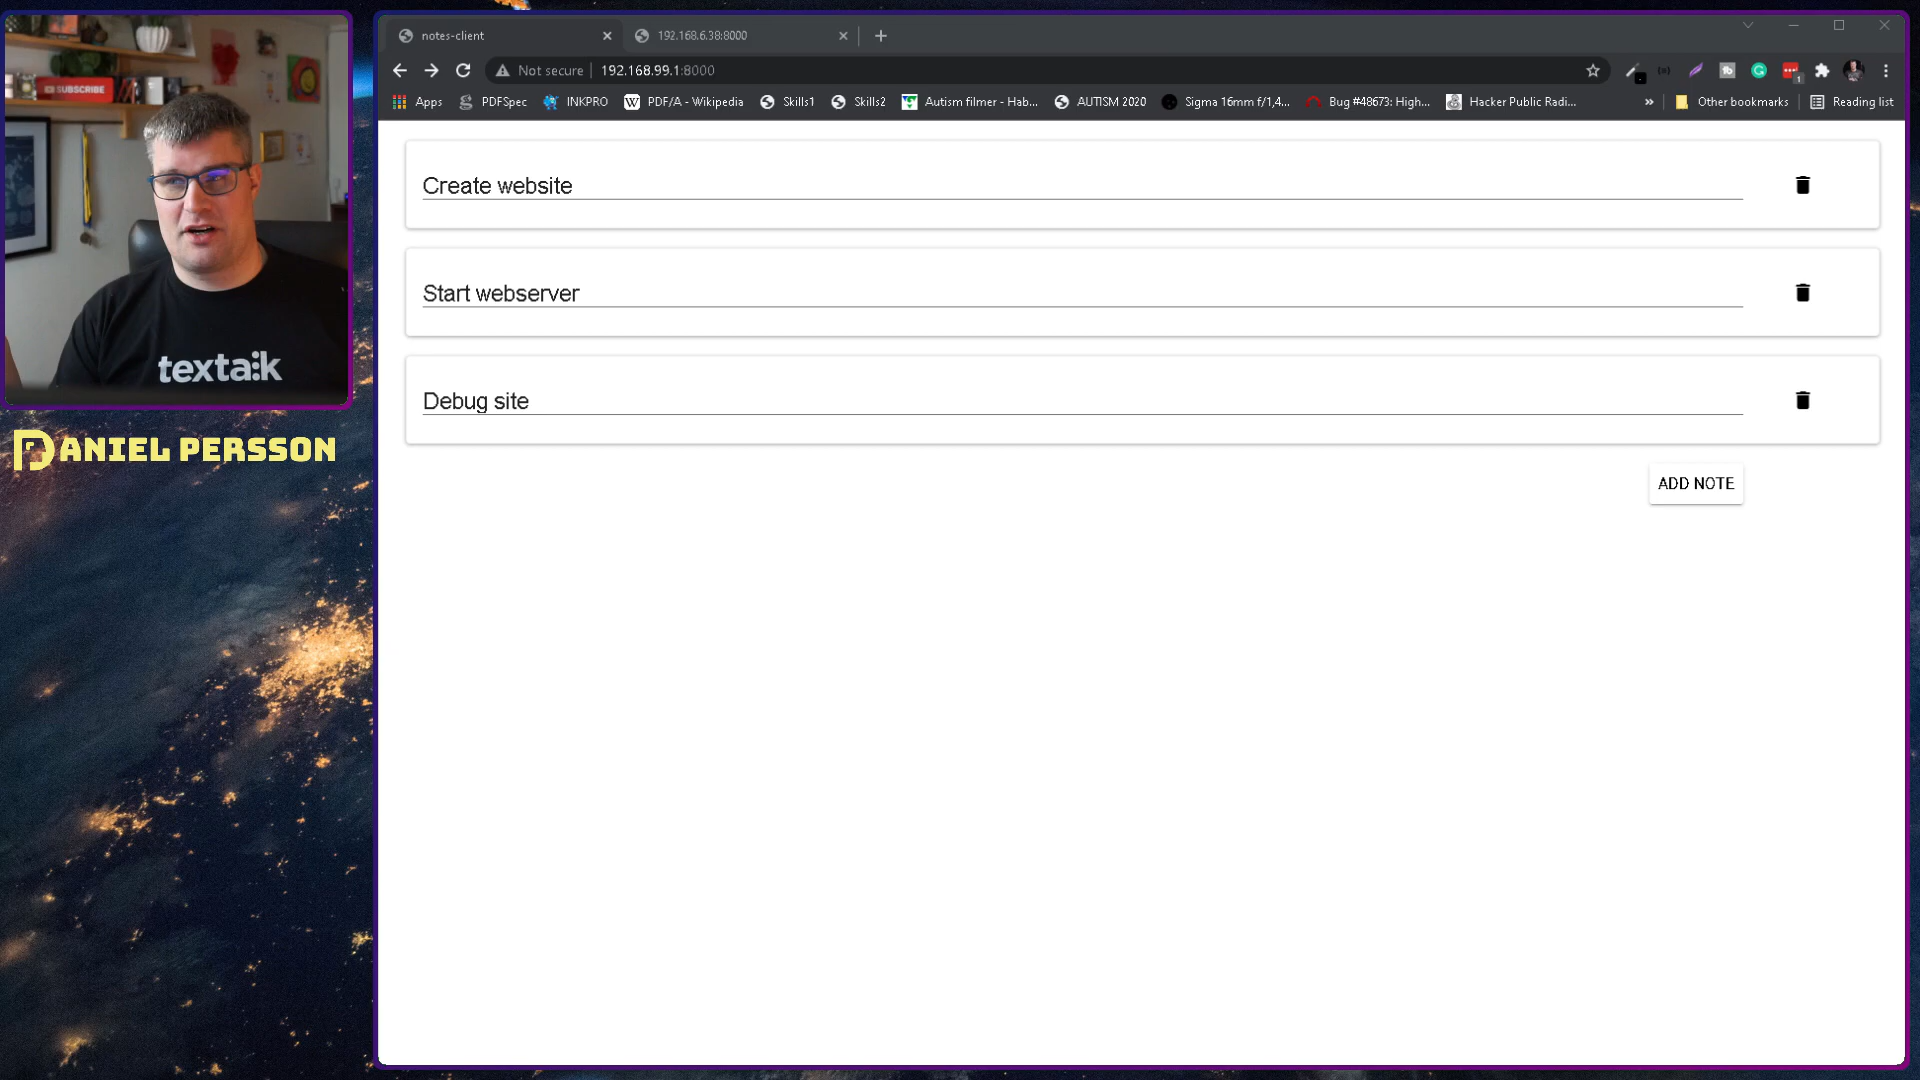 notes-client
192.168.6.38:8000
Not secure
192.168.99.1:8000
Apps
PDFSpec
INKPRO
PDF/A - Wikipedia
Skills1
Skills2
Autism filmer - Hab...
AUTISM 2020
Sigma 16mm f/1,4...
Bug #48673: High...
Hacker Public Radi...
»
Other bookmarks
Reading list
SUBSCRIBE
textalk
DANIEL PERSSON
Create website
Start webserver
Debug site
ADD NOTE